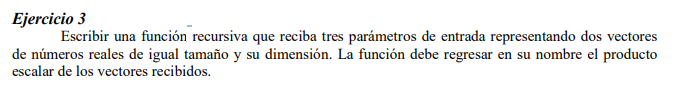 Ejercicio 3
Escribir una función recursiva que reciba tres parámetros de entrada representando dos vectores
de números reales de igual tamaño y su dimensión. La función debe regresar en su nombre el producto
escalar de los vectores recibidos.